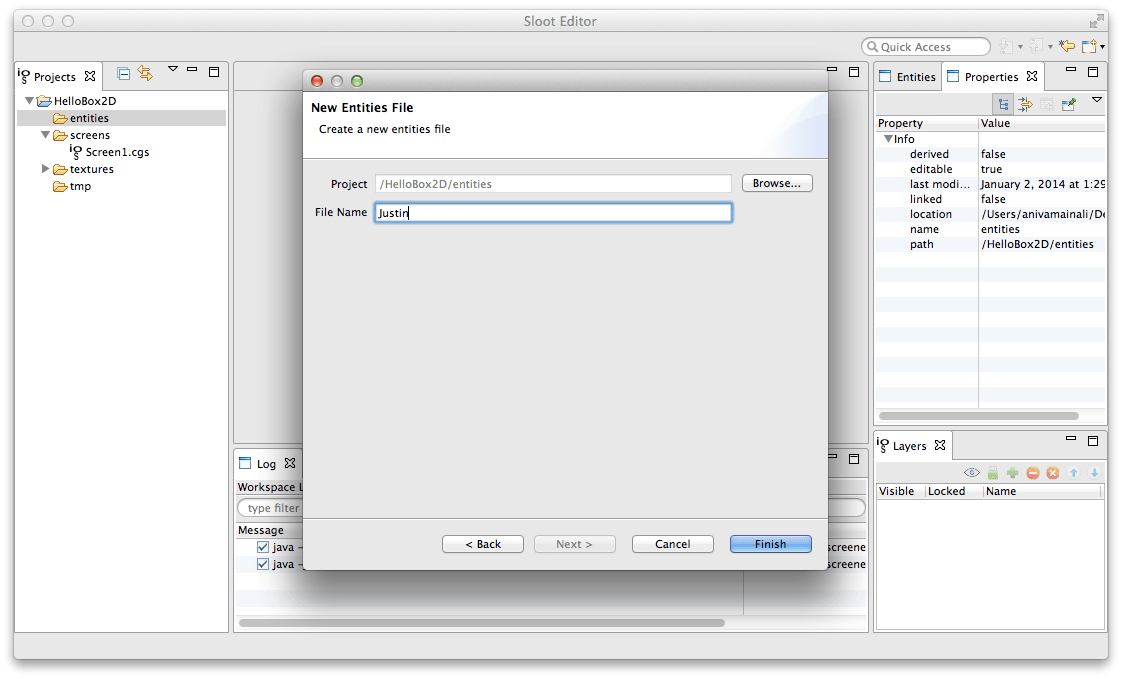 Sloot Editor
Quick Access
Projects
HelloBox2D
entities
screens
Screen1.cgs
textures
tmp
New Entities File
Create a new entities file
Project /HelloBox2D/entities Browse...
File Name Justin
< Back Next > Cancel Finish
Log
Workspace L
type filter
Message
java –
java –
screene
screene
Entities Properties
Property Value
Info
derived false
editable true
last modi... January 2, 2014 at 1:29
linked false
location /Users/anivamainali/De
name entities
path /HelloBox2D/entities
Layers
Visible Locked Name